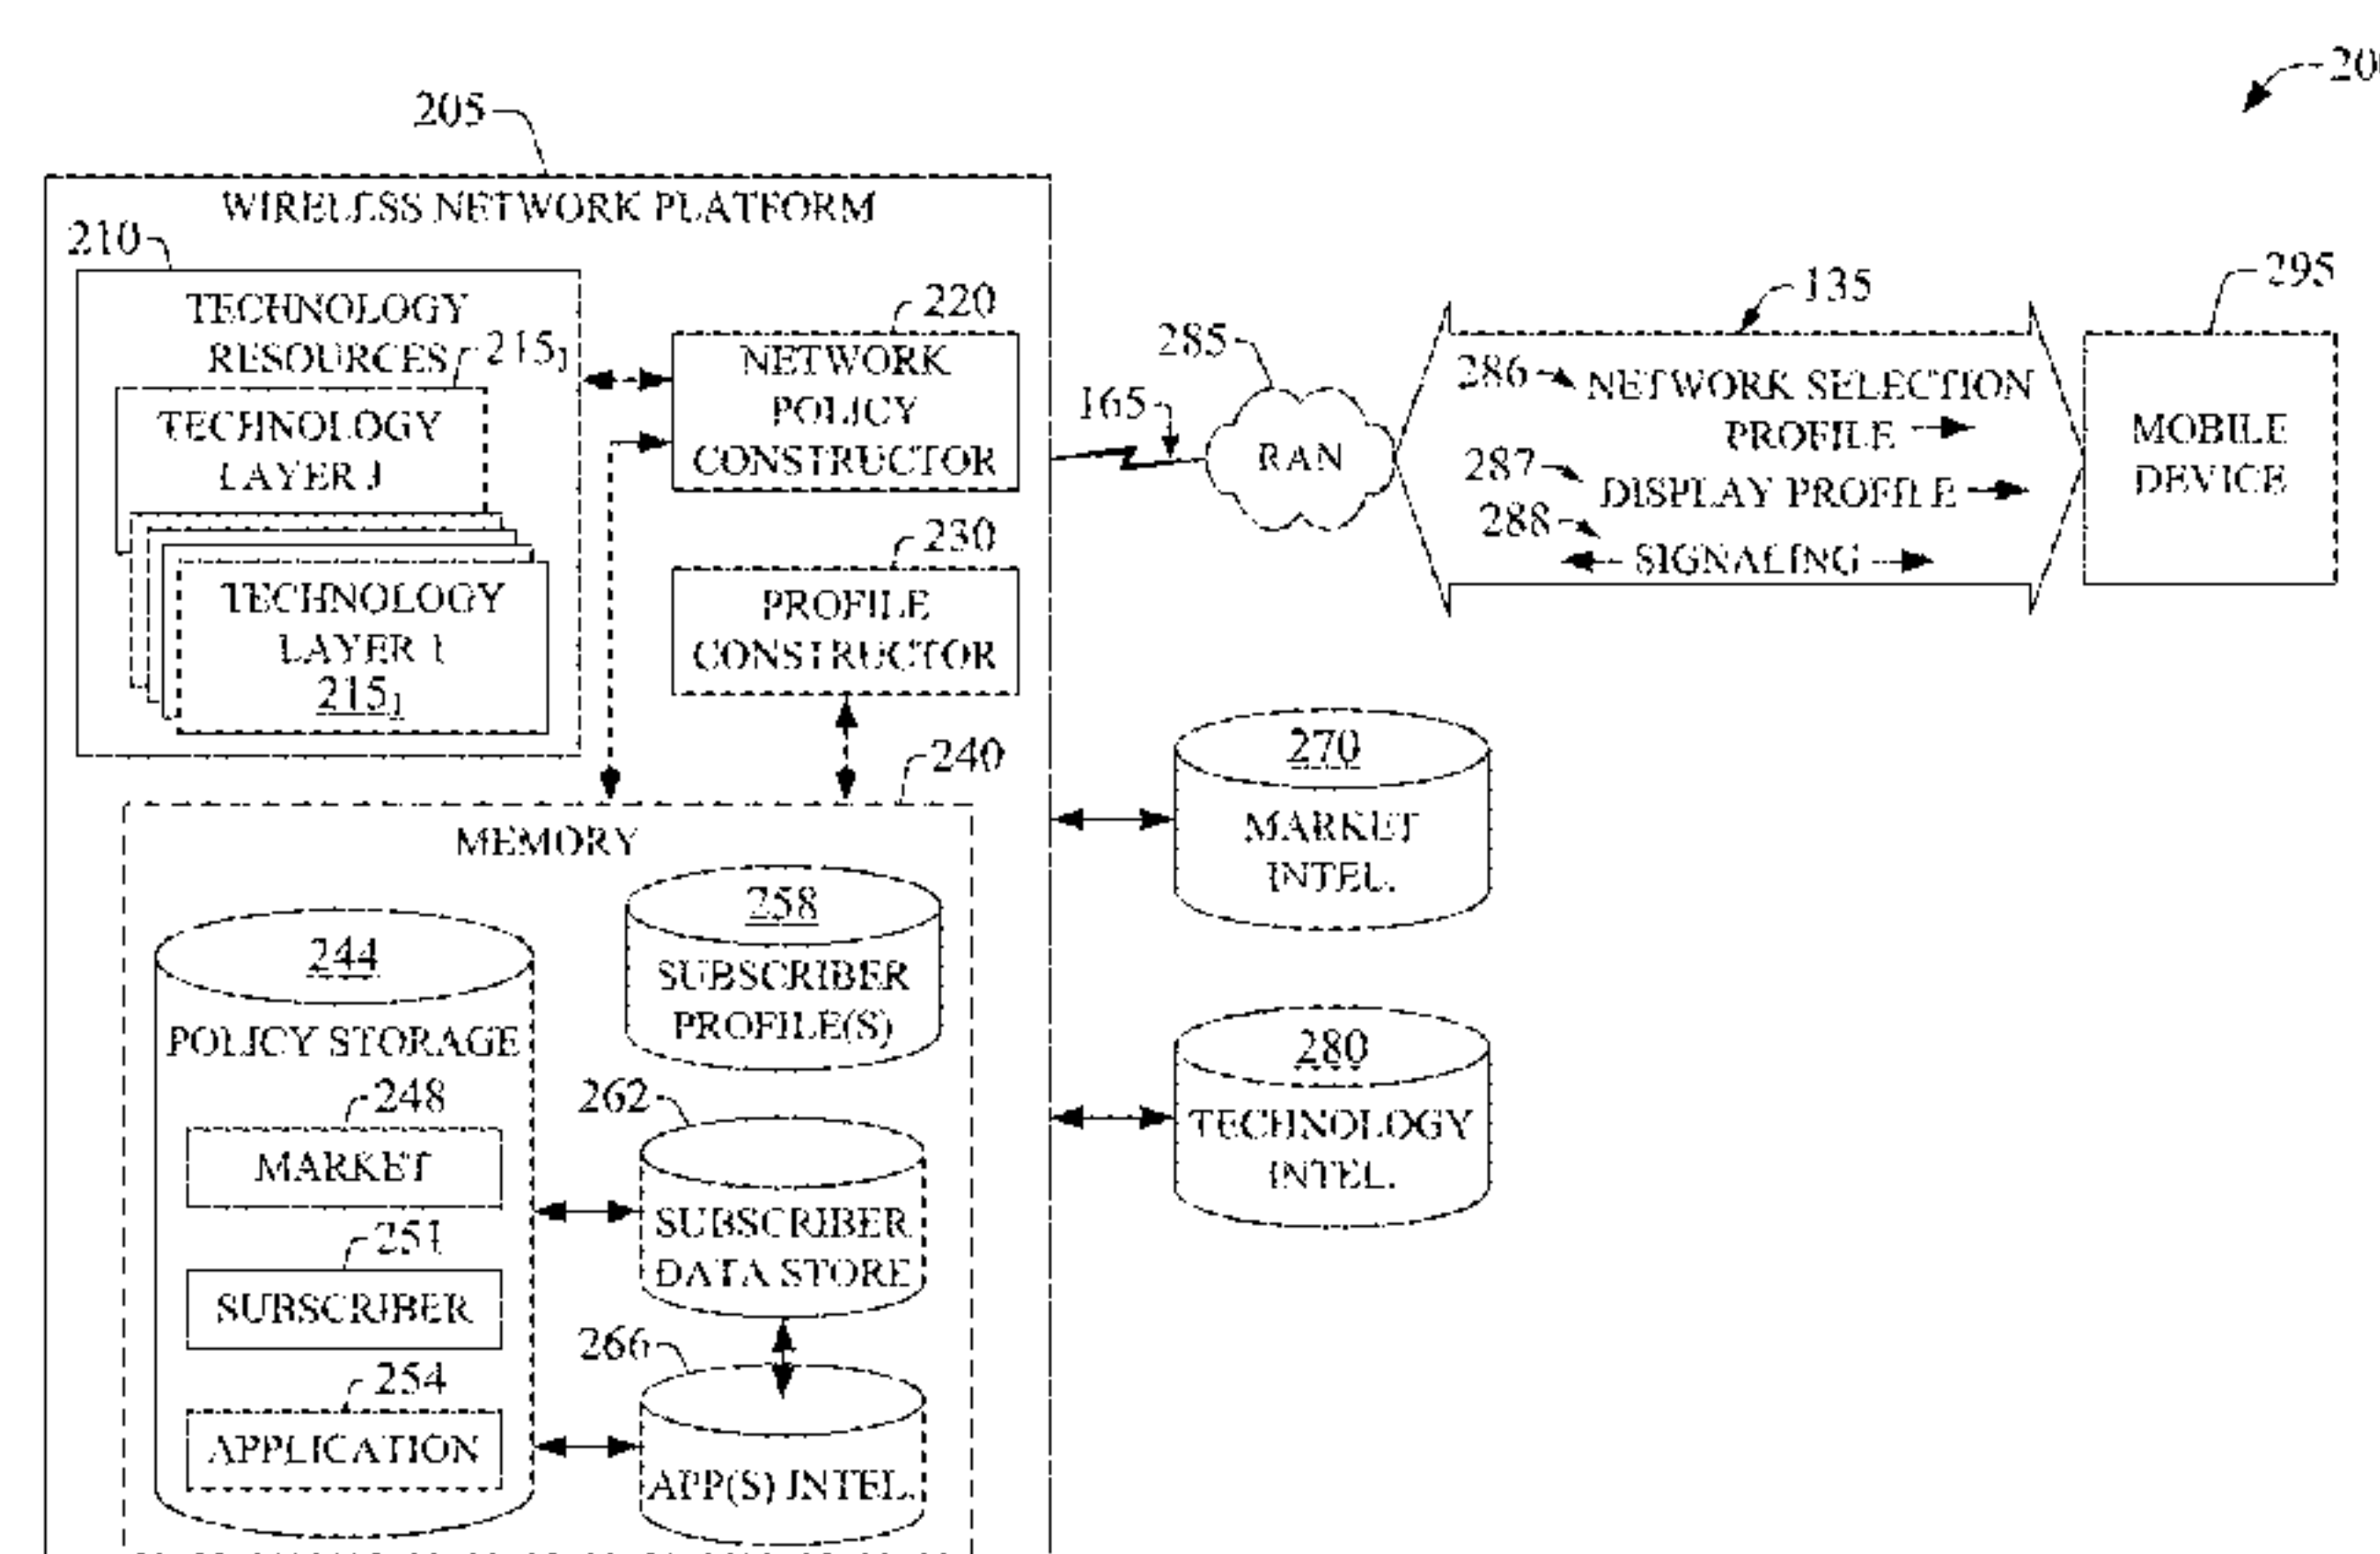 20
205
WIRELESS NETWORK PLATFORM
210
TECHNOLOGY
RESOURCES
215J
TECHNOLOGY
LAYER J
TECHNOLOGY
LAYER 1
2151
220
NETWORK
POLICY
CONSTRUCTOR
230
PROFILE
CONSTRUCTOR
165
285
RAN
135
286
NETWORK SELECTION
PROFILE
287
DISPLAY PROFILE
288
SIGNALING
295
MOBILE
DEVICE
240
MEMORY
244
POLICY STORAGE
248
MARKET
251
SUBSCRIBER
254
APPLICATION
258
SUBSCRIBER
PROFILE(S)
262
SUBSCRIBER
DATA STORE
266
APP(S) INTEL.
270
MARKET
INTEL.
280
TECHNOLOGY
INTEL.